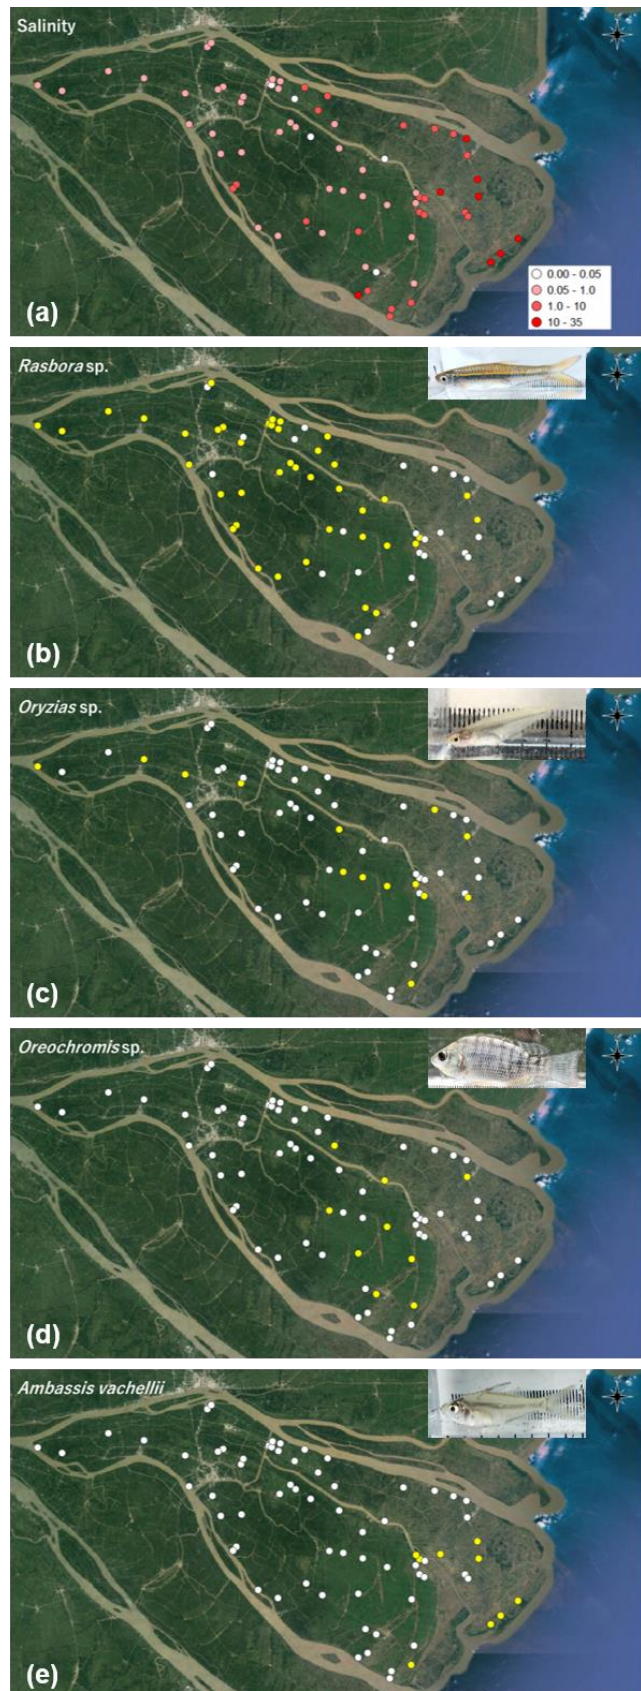 Salinity
0.00 - 0.05
0.05 - 1.0
1.0 - 10
10 - 35
(a)
Rasbora sp.
(b)
Oryzias sp.
(c)
Oreochromis sp.
(d)
Ambassis vachellii
(e)